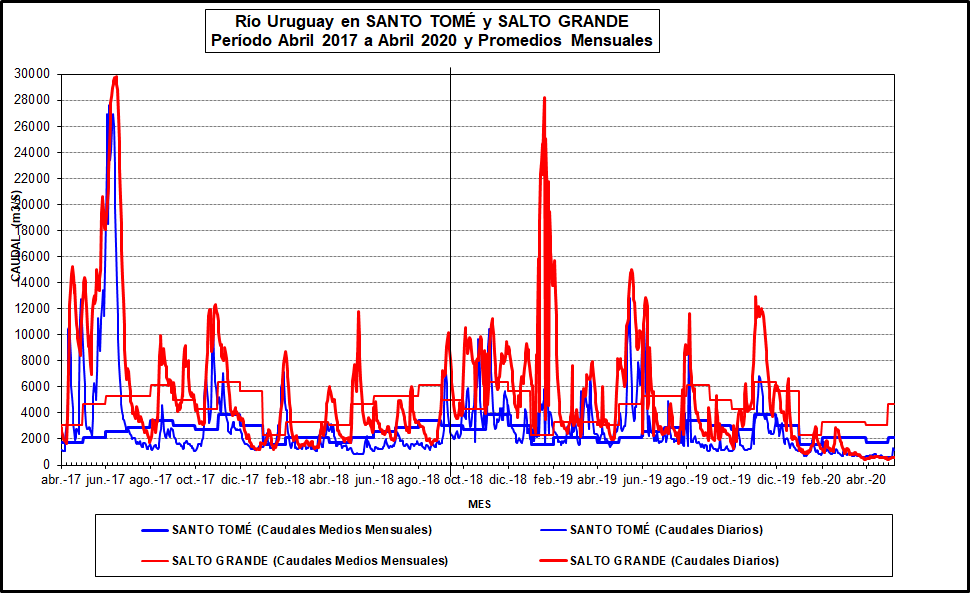 Río Uruguay en SANTO TOMÉ y SALTO GRANDE
Período Abril 2017 a Abril 2020 y Promedios Mensuales
30000
28000
26000
24000
22000
20000
18000
16000
14000
12000
10000
8000
6000
4000
2000
0
CAUDAL (m3/S)
abr.-17 jun.-17 ago.-17 oct.-17 dic.-17 feb.-18 abr.-18 jun.-18 ago.-18 oct.-18 dic.-18 feb.-19 abr.-19 jun.-19 ago.-19 oct.-19 dic.-19 feb.-20 abr.-20
MES
SANTO TOMÉ (Caudales Medios Mensuales) SANTO TOMÉ (Caudales Diarios)
SALTO GRANDE (Caudales Medios Mensuales) SALTO GRANDE (Caudales Diarios)